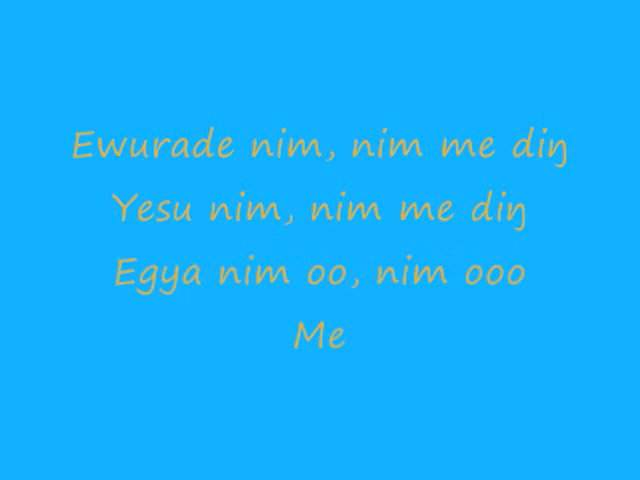 Ewurade nim, nim me diŋ
Yesu nim, nim me diŋ
Egya nim oo, nim ooo
Me